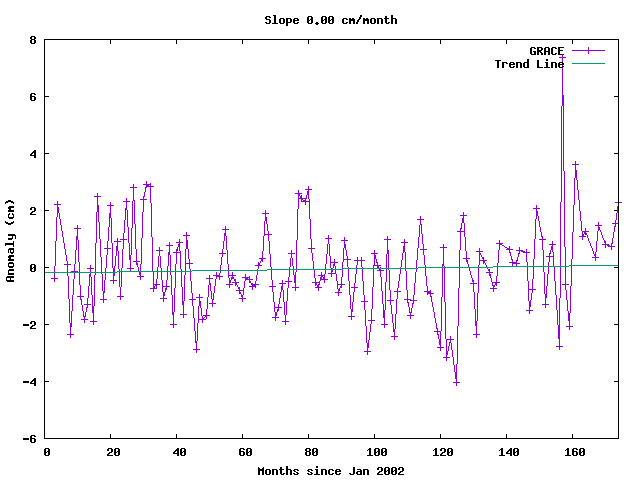 Slope 0.00 cm/month
GRACE
Trend Line
8
6
4
2
0
-2
-4
-6
Anomaly (cm)
0 20 40 60 80 100 120 140 160
Months since Jan 2002